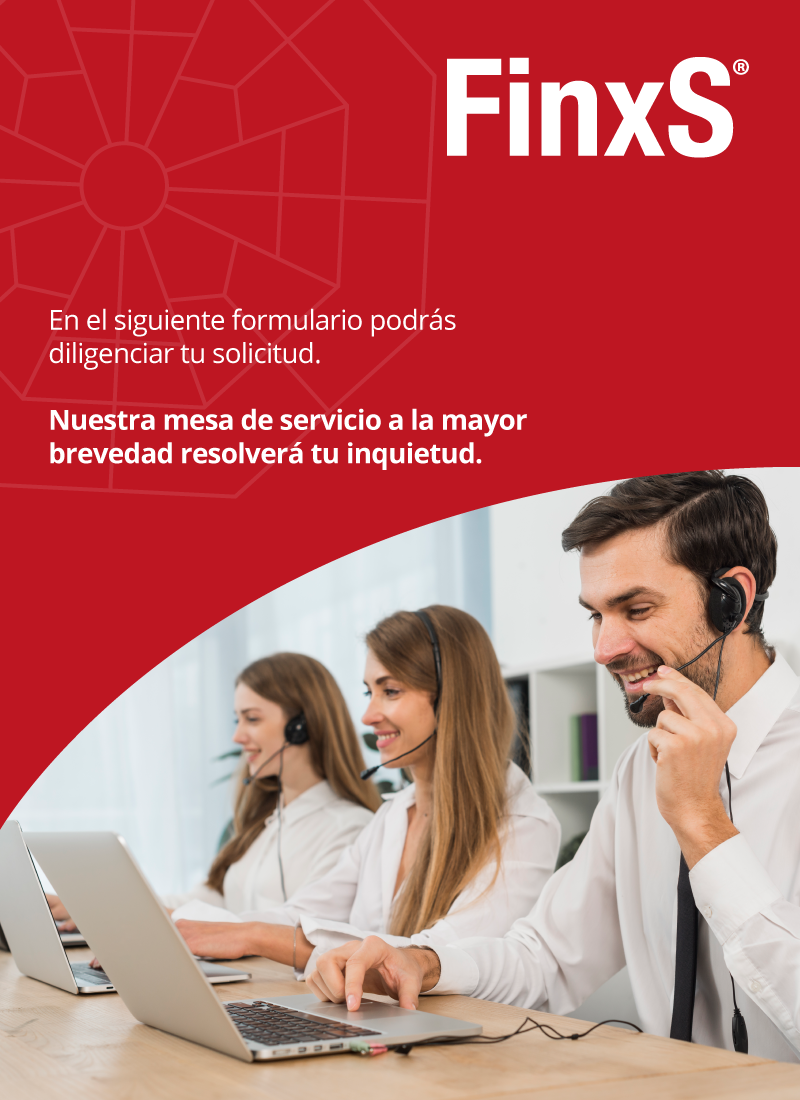 FinxS®
En el siguiente formulario podrás
diligenciar tu solicitud.
Nuestra mesa de servicio a la mayor
brevedad resolverá tu inquietud.